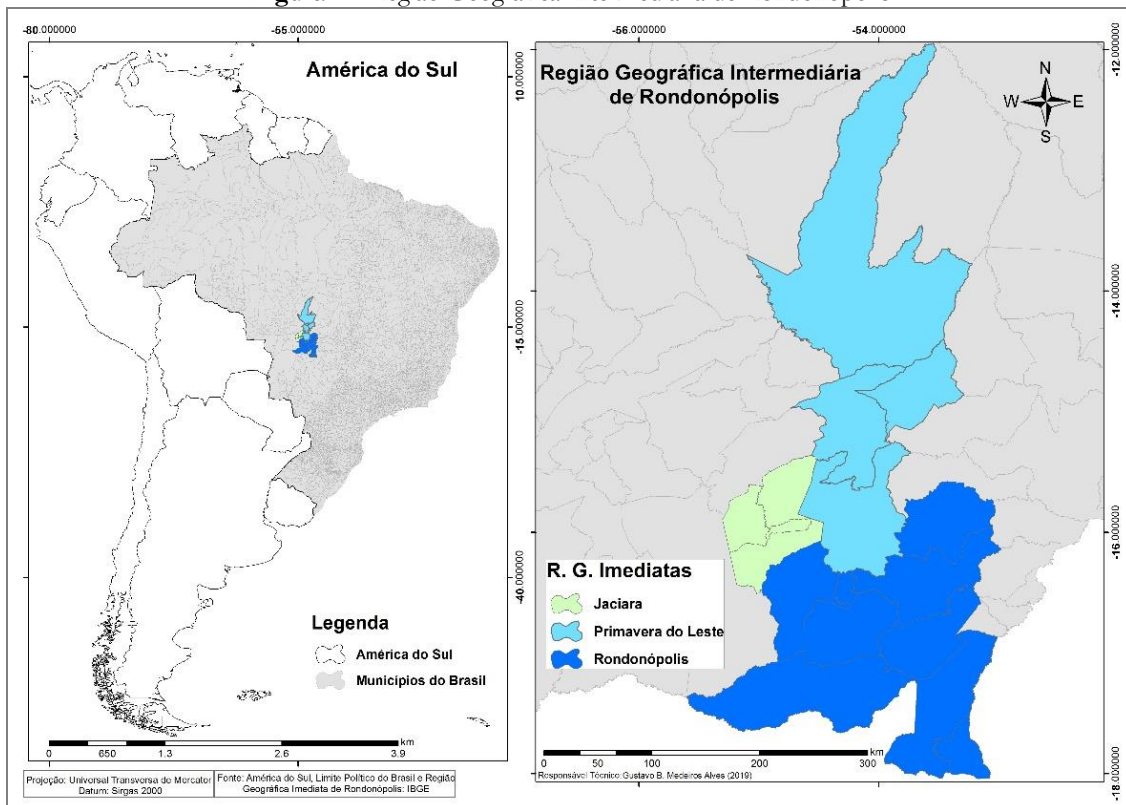 -80.000000
-55.000000
América do Sul
10.000000
-15.000000
-40.000000
Legenda
América do Sul
Municípios do Brasil
km
0
650
1.3
2.6
3.9
Projeção: Universal Transversa de Mercator
Datum: Sirgas 2000
Fonte: América do Sul, Limite Político do Brasil e Região
Geográfica Imediata de Rondonópolis: IBGE
-56.000000
-54.000000
Região Geográfica Intermediária
de Rondonópolis
N
W
E
S
-12.000000
-14.000000
-16.000000
-18.000000
R. G. Imediatas
Jaciara
Primavera do Leste
Rondonópolis
km
0
50
100
200
300
Responsável Técnico: Gustavo B. Medeiros Alves (2019)